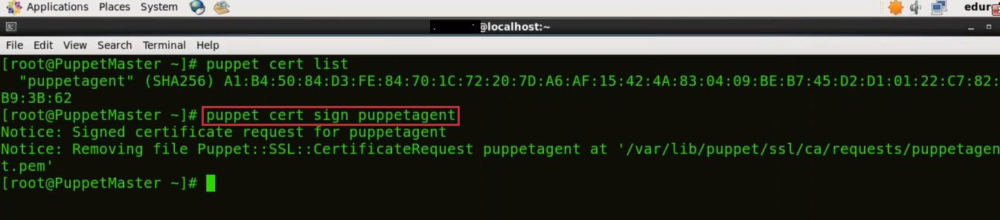 Applications Places System edur
@localhost:~
File Edit View Search Terminal Help
[root@PuppetMaster ~]# puppet cert list
"puppetagent" (SHA256) A1:B4:50:84:D3:FE:84:70:1C:72:20:7D:A6:AF:15:42:4A:83:04:09:BE:B7:45:D2:D1:01:22:C7:82:
B9:3B:62
[root@PuppetMaster ~]# puppet cert sign puppetagent
Notice: Signed certificate request for puppetagent
Notice: Removing file Puppet::SSL::CertificateRequest puppetagent at '/var/lib/puppet/ssl/ca/requests/puppetagen
t.pem'
[root@PuppetMaster ~]#